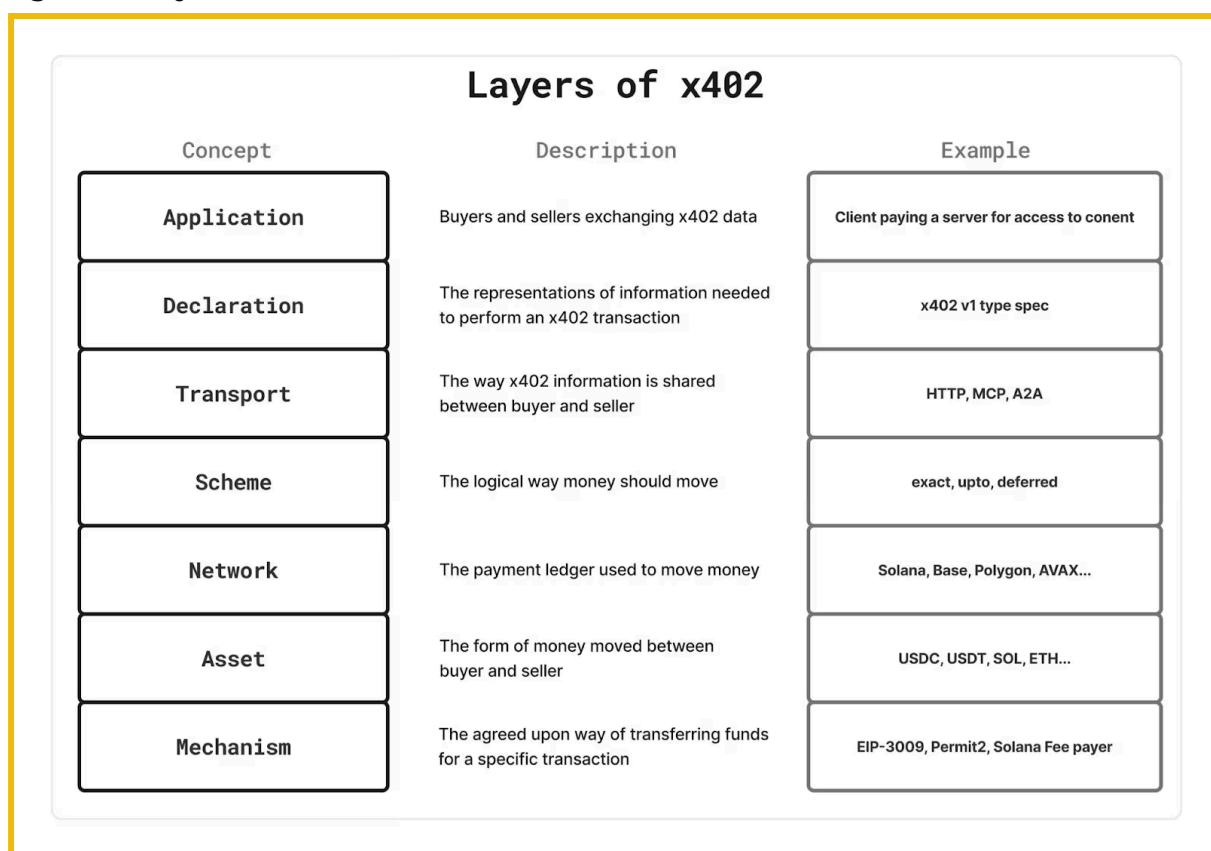 Layers of x402
Concept Description Example
Application
Buyers and sellers exchanging x402 data
Client paying a server for access to conent
Declaration
The representations of information needed
to perform an x402 transaction
x402 v1 type spec
Transport
The way x402 information is shared
between buyer and seller
HTTP, MCP, A2A
Scheme
The logical way money should move
exact, upto, deferred
Network
The payment ledger used to move money
Solana, Base, Polygon, AVAX...
Asset
The form of money moved between
buyer and seller
USDC, USDT, SOL, ETH...
Mechanism
The agreed upon way of transferring funds
for a specific transaction
EIP-3009, Permit2, Solana Fee payer